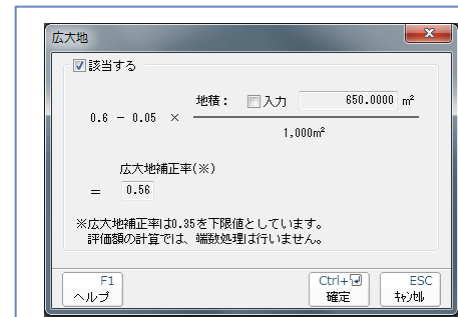 広大地
該当する
地積： 入力 650.0000 m²
0.6 － 0.05 ×
1,000m²
広大地補正率(※)
＝ 0.56
※広大地補正率は0.35を下限値としています。
評価額の計算では、端数処理は行いません。
F1 Ctrl+ ESC
ヘルプ 確定 ｷｬﾝｾﾙ